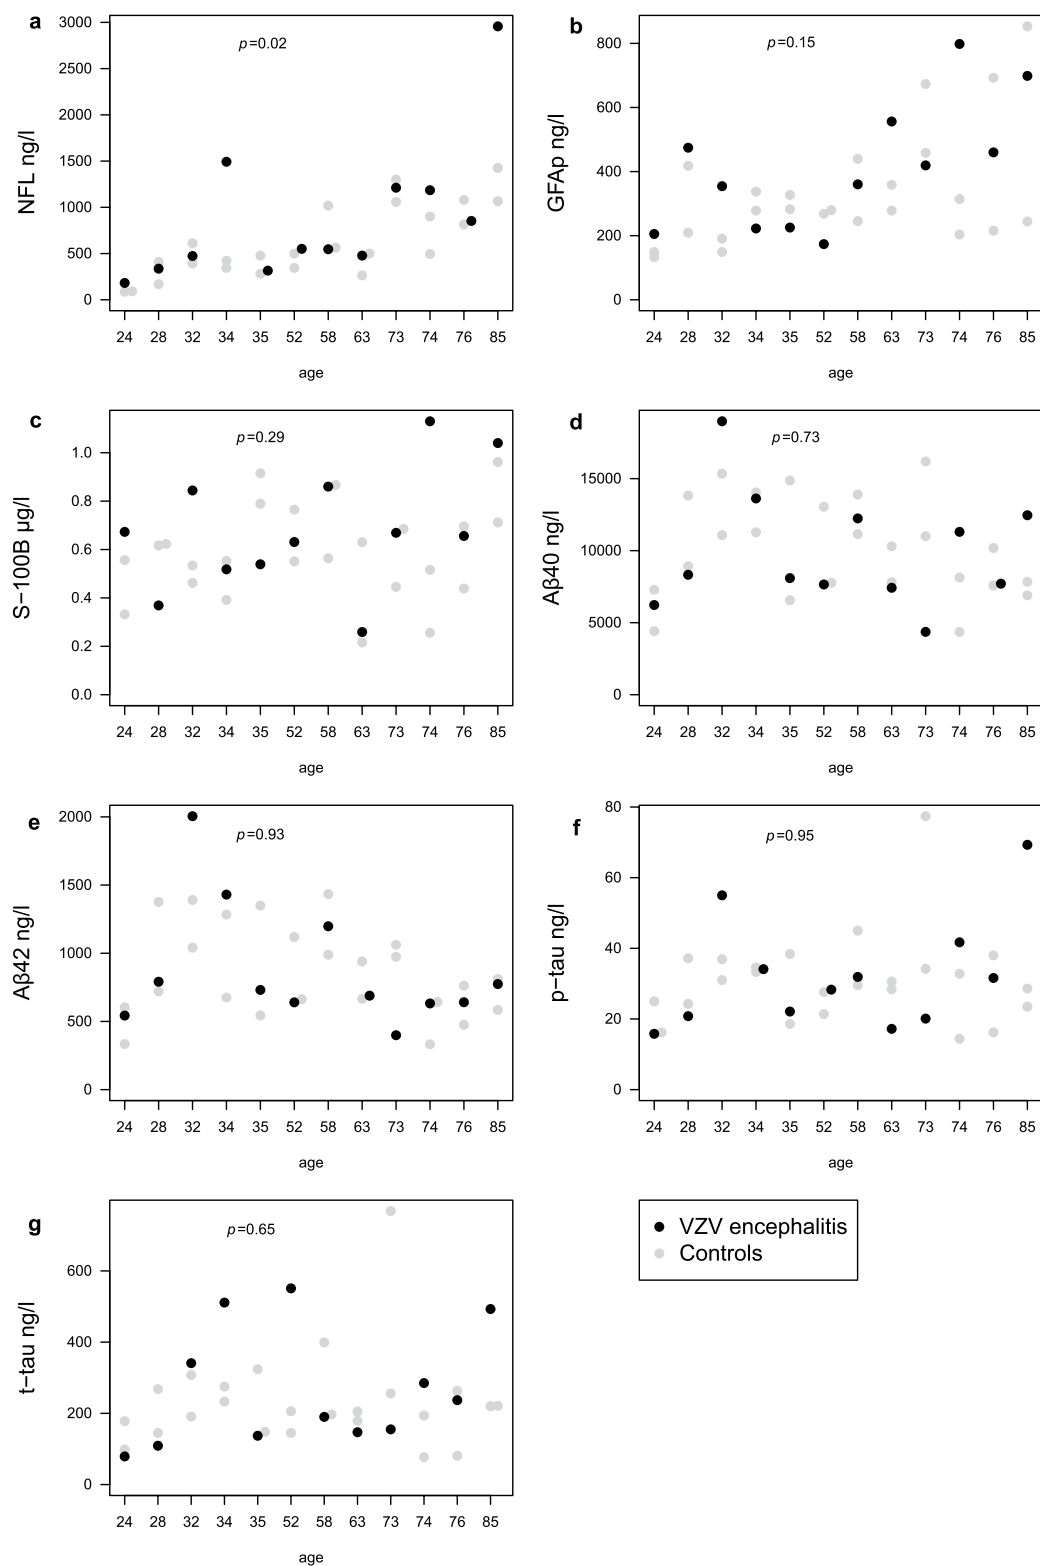 a
p=0.02
NFL ng/l
3000
2500
2000
1500
1000
500
0
24 28 32 34 35 52 58 63 73 74 76 85
age
b
p=0.15
GFAp ng/l
800
600
400
200
0
24 28 32 34 35 52 58 63 73 74 76 85
age
c
p=0.29
S−100B µg/l
1.0
0.8
0.6
0.4
0.2
0.0
24 28 32 34 35 52 58 63 73 74 76 85
age
d
p=0.73
Aβ40 ng/l
15000
10000
5000
0
24 28 32 34 35 52 58 63 73 74 76 85
age
e
p=0.93
Aβ42 ng/l
2000
1500
1000
500
0
24 28 32 34 35 52 58 63 73 74 76 85
age
f
p=0.95
p−tau ng/l
80
60
40
20
0
24 28 32 34 35 52 58 63 73 74 76 85
age
g
p=0.65
t−tau ng/l
600
400
200
0
24 28 32 34 35 52 58 63 73 74 76 85
age
VZV encephalitis
Controls